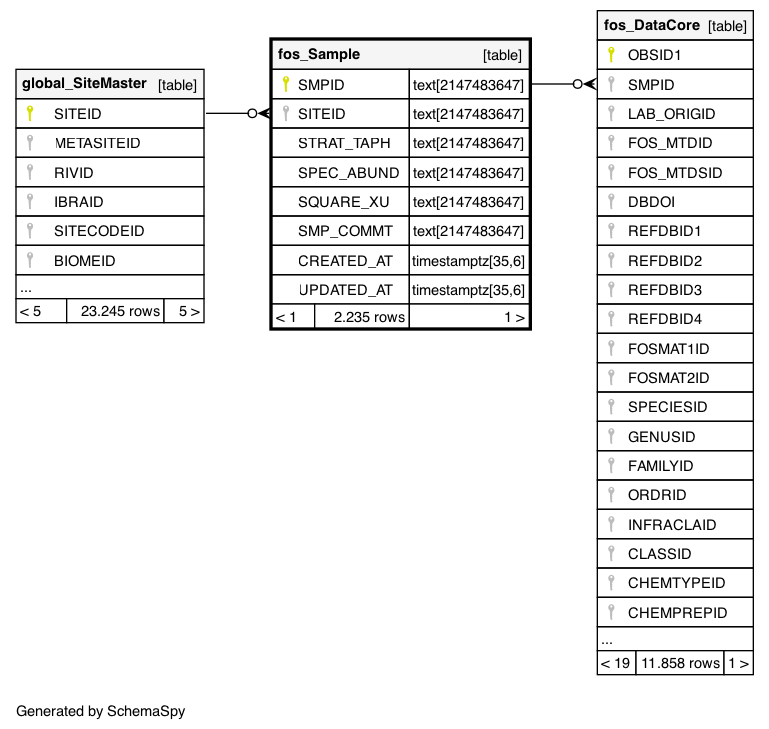 global_SiteMaster [table]
SITEID
METASITEID
RIVID
IBRAID
SITECODEID
BIOMEID
...
< 5 23.245 rows 5 >
fos_Sample [table]
SMPID text[2147483647]
SITEID text[2147483647]
STRAT_TAPH text[2147483647]
SPEC_ABUND text[2147483647]
SQUARE_XU text[2147483647]
SMP_COMMT text[2147483647]
CREATED_AT timestamptz[35,6]
UPDATED_AT timestamptz[35,6]
< 1 2.235 rows 1 >
fos_DataCore [table]
OBSID1
SMPID
LAB_ORIGID
FOS_MTDID
FOS_MTDSID
DBDOI
REFDBID1
REFDBID2
REFDBID3
REFDBID4
FOSMAT1ID
FOSMAT2ID
SPECIESID
GENUSID
FAMILYID
ORDRID
INFRACLAID
CLASSID
CHEMTYPEID
CHEMPREPID
...
< 19 11.858 rows 1 >
Generated by SchemaSpy